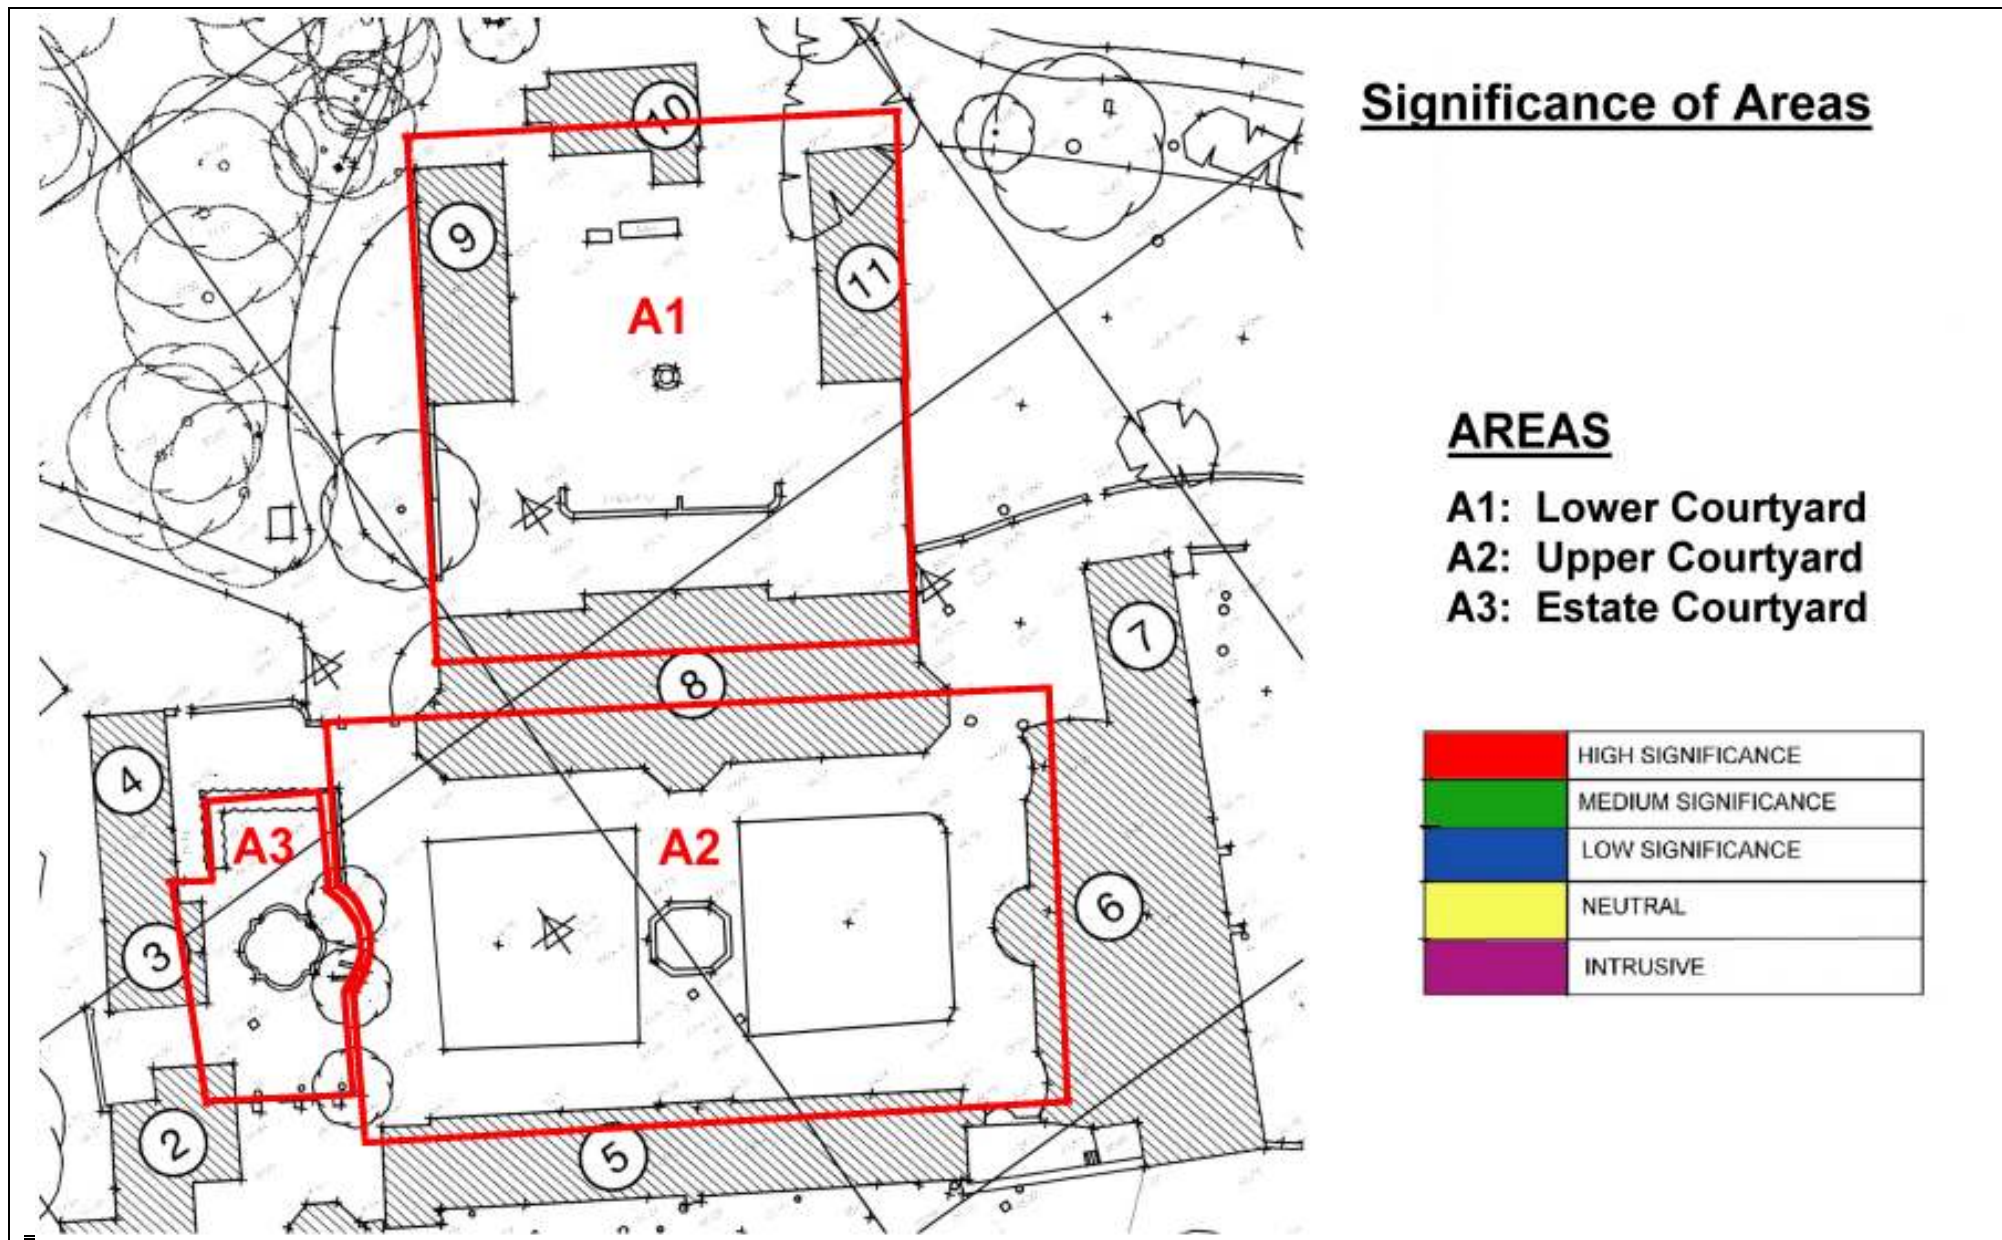 Significance of Areas
10
9
11
A1
AREAS
A1: Lower Courtyard
A2: Upper Courtyard
A3: Estate Courtyard
7
8
4
HIGH SIGNIFICANCE
MEDIUM SIGNIFICANCE
A3
A2
LOW SIGNIFICANCE
6
NEUTRAL
3
INTRUSIVE
2
5